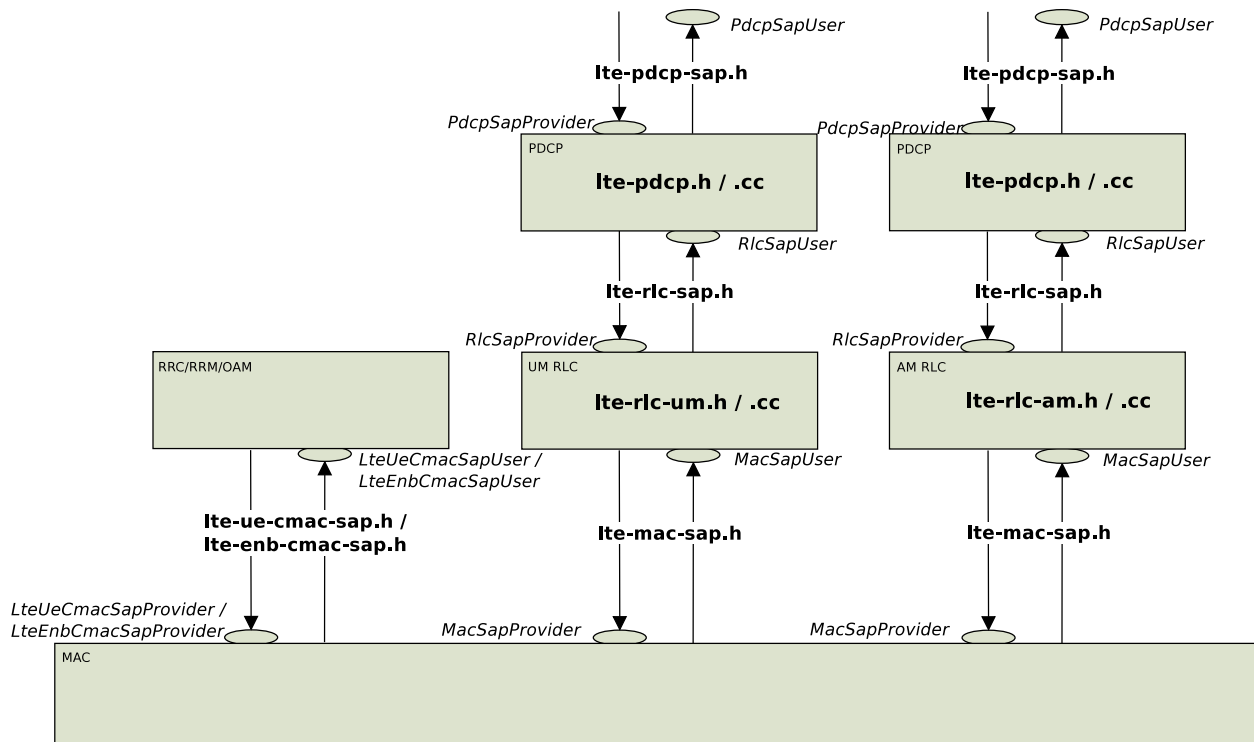 PdcpSapUser
PdcpSapUser
lte-pdcp-sap.h
lte-pdcp-sap.h
PdcpSapProvider
PdcpSapProvider
PDCP
PDCP
lte-pdcp.h / .cc
lte-pdcp.h / .cc
RlcSapUser
RlcSapUser
lte-rlc-sap.h
lte-rlc-sap.h
RlcSapProvider
RlcSapProvider
RRC/RRM/OAM
UM RLC
AM RLC
lte-rlc-um.h / .cc
lte-rlc-am.h / .cc
LteUeCmacSapUser /
LteEnbCmacSapUser
MacSapUser
MacSapUser
lte-ue-cmac-sap.h /
lte-enb-cmac-sap.h
lte-mac-sap.h
lte-mac-sap.h
LteUeCmacSapProvider /
LteEnbCmacSapProvider
MacSapProvider
MacSapProvider
MAC